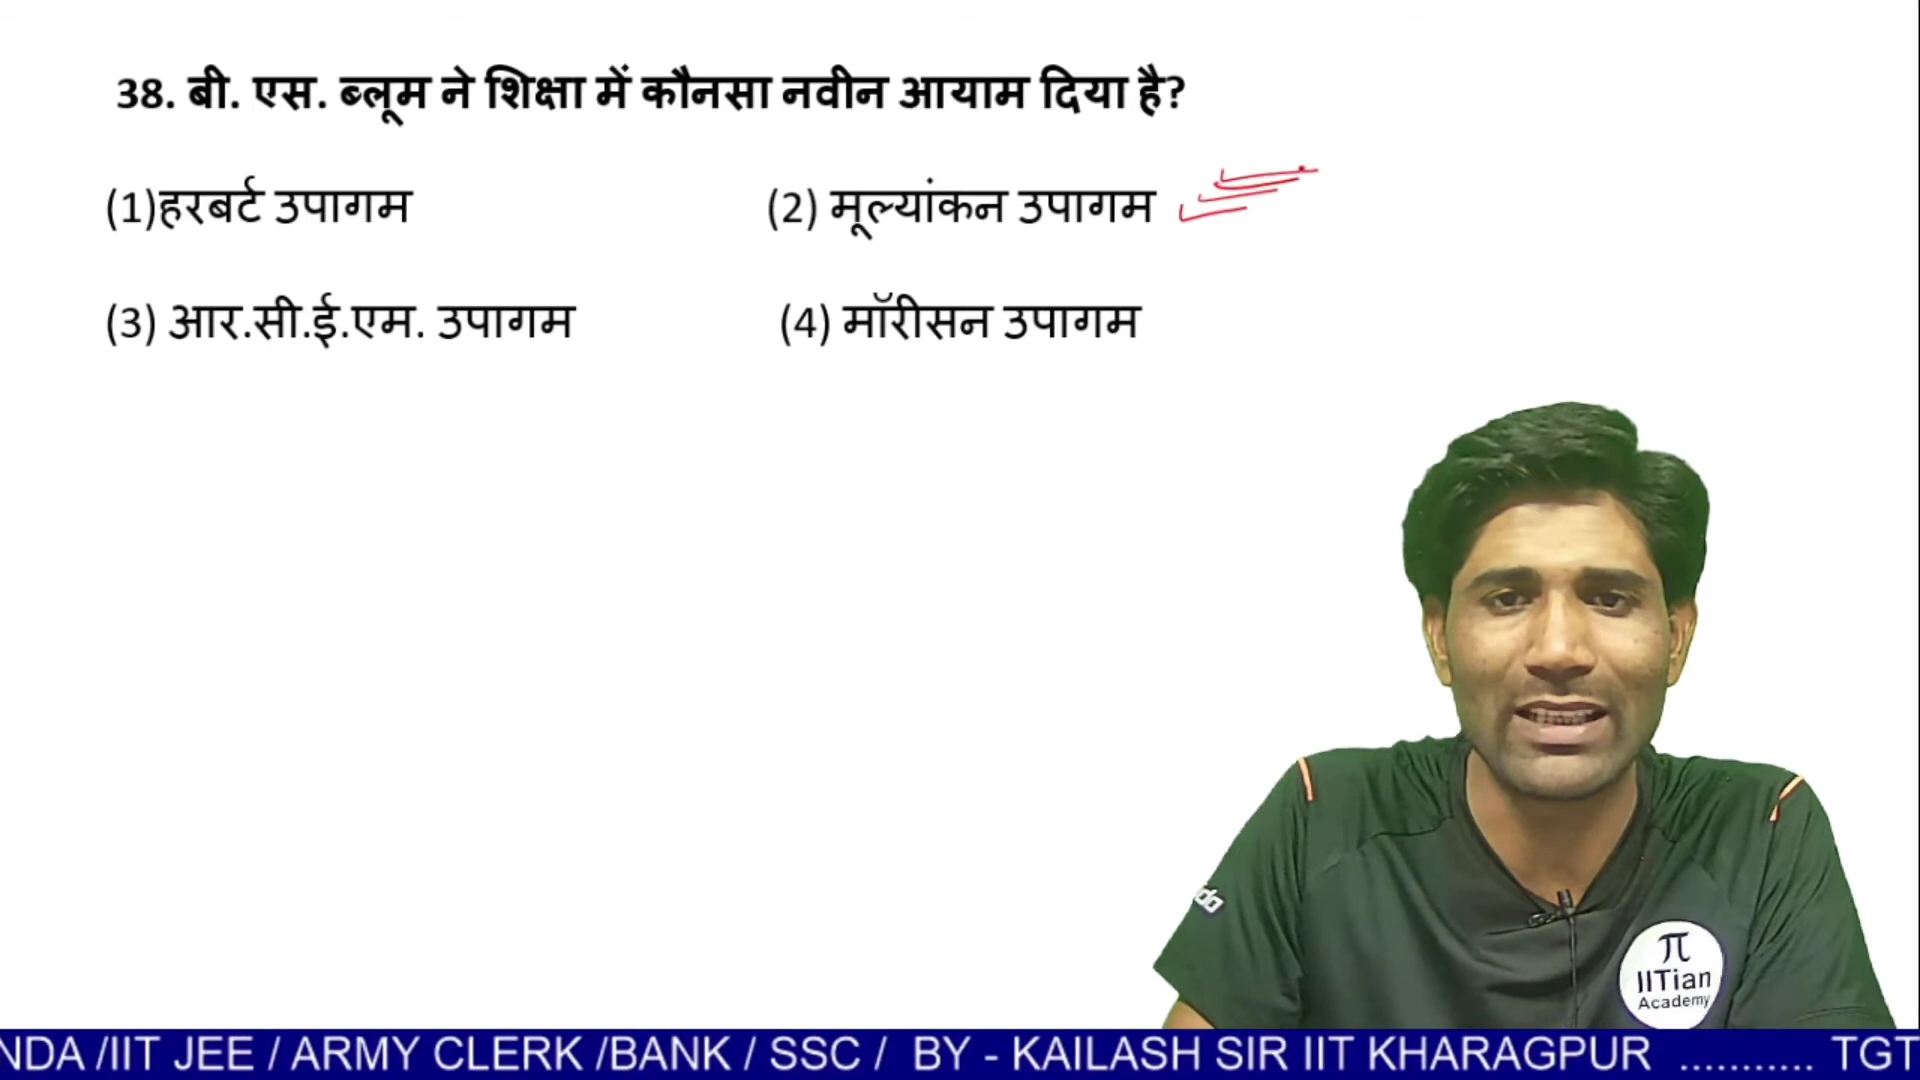 38. बी. एस. ब्लूम ने शिक्षा में कौनसा नवीन आयाम दिया है?
(1)हरबर्ट उपागम (2) मूल्यांकन उपागम
(3) आर.सी.ई.एम. उपागम (4) मॉरीसन उपागम
do
π
IITian
Academy
NDA /IIT JEE / ARMY CLERK /BANK / SSC / BY - KAILASH SIR IIT KHARAGPUR ........... TGT